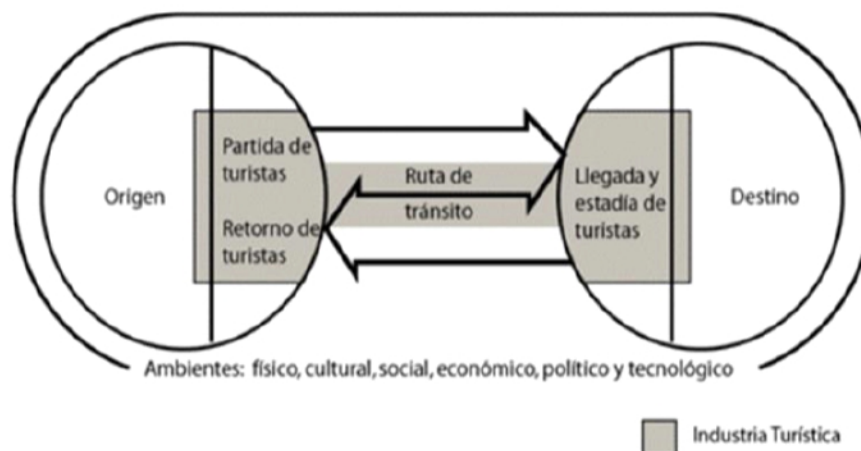 Origen
Partida de
turistas
Retorno de
turistas
Ruta de
tránsito
Llegada y
estadía de
turistas
Destino
Ambientes: físico, cultural, social, económico, político y tecnológico
Industria Turística